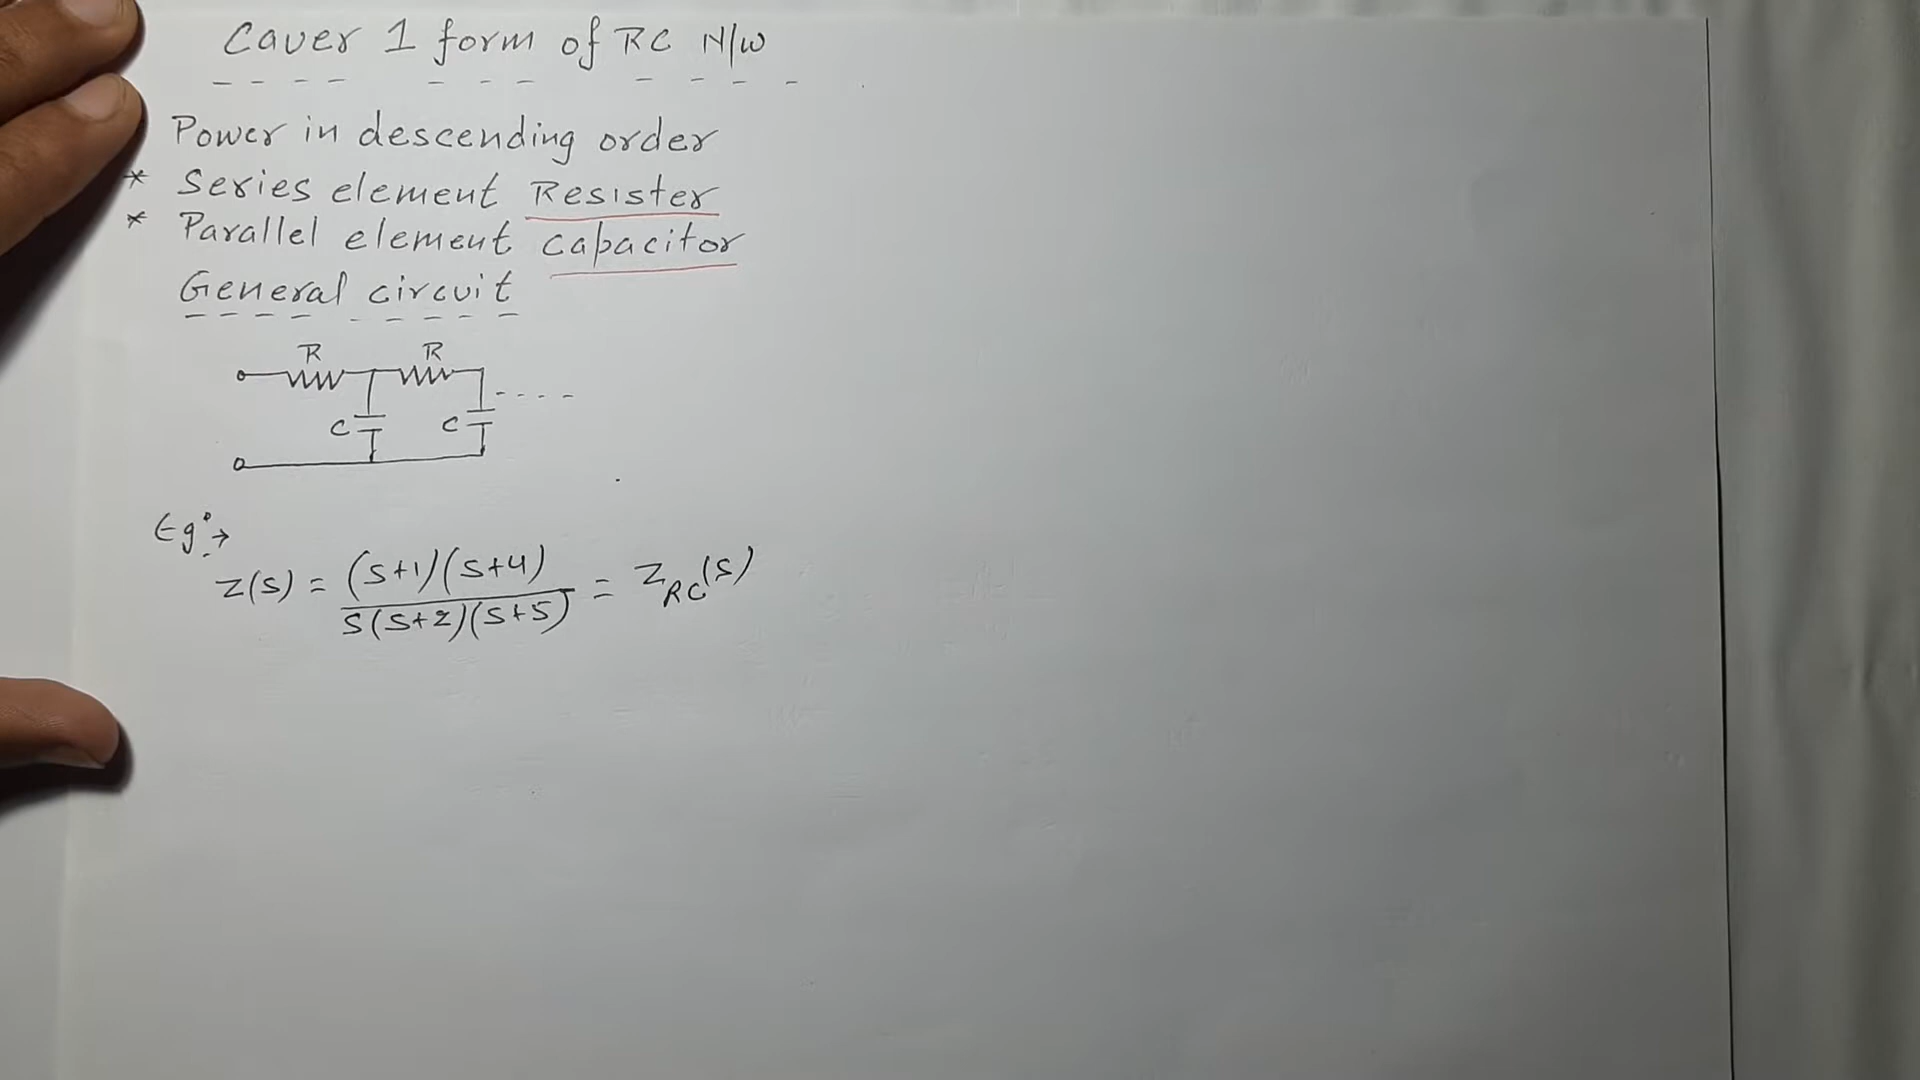 Cauer 1 form of RC N/W
Power in descending order
* Series element Resister
* Parallel element capacitor
General circuit
R R
C C
Eg:→
Z(s) = (s+1)(s+4) / s(s+2)(s+5) = Z_RC(s)